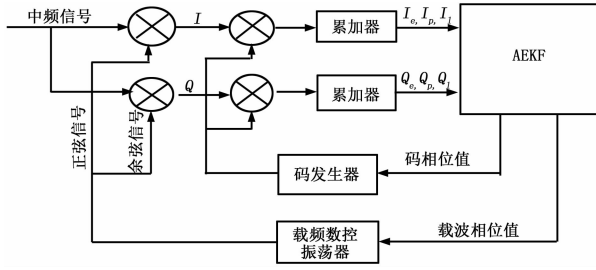 中频信号
I
累加器
I_e, I_p, I_l
AEKF
Q
累加器
Q_e, Q_p, Q_l
正弦信号
余弦信号
码发生器
码相位值
载频数控
振荡器
载波相位值